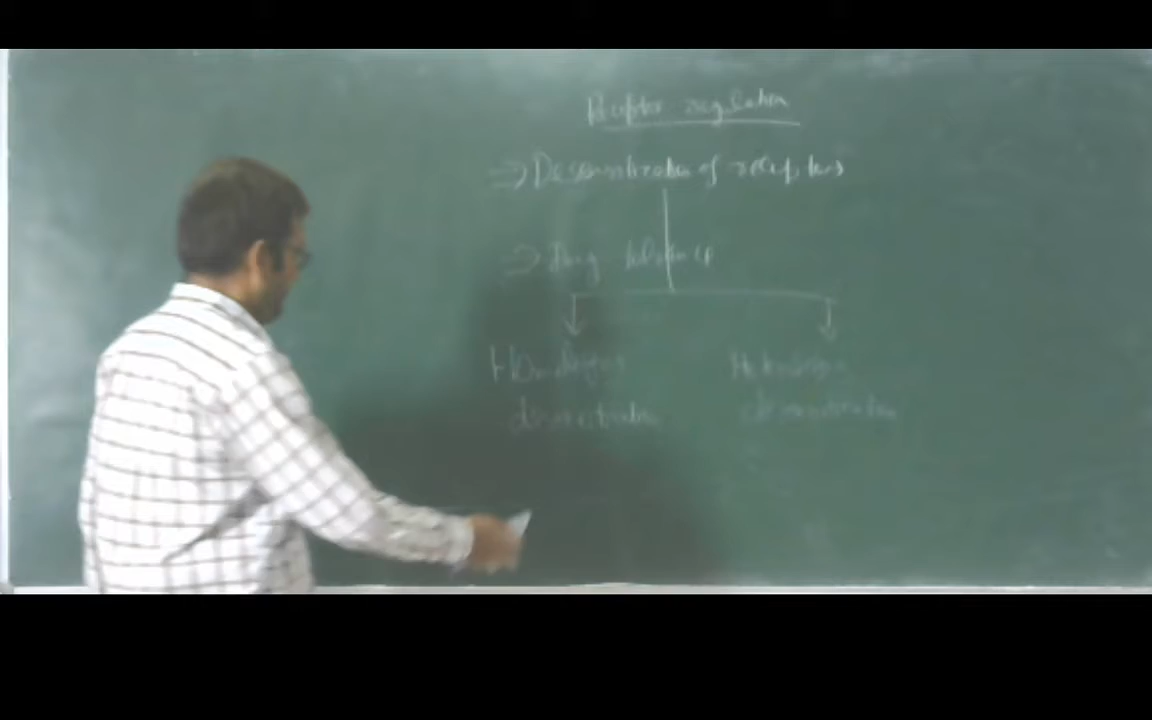 Receptor regulation
⇒ Desensitization of receptors
⇒ Drug tolerance
Homologous Heterologous
desensitization desensitization